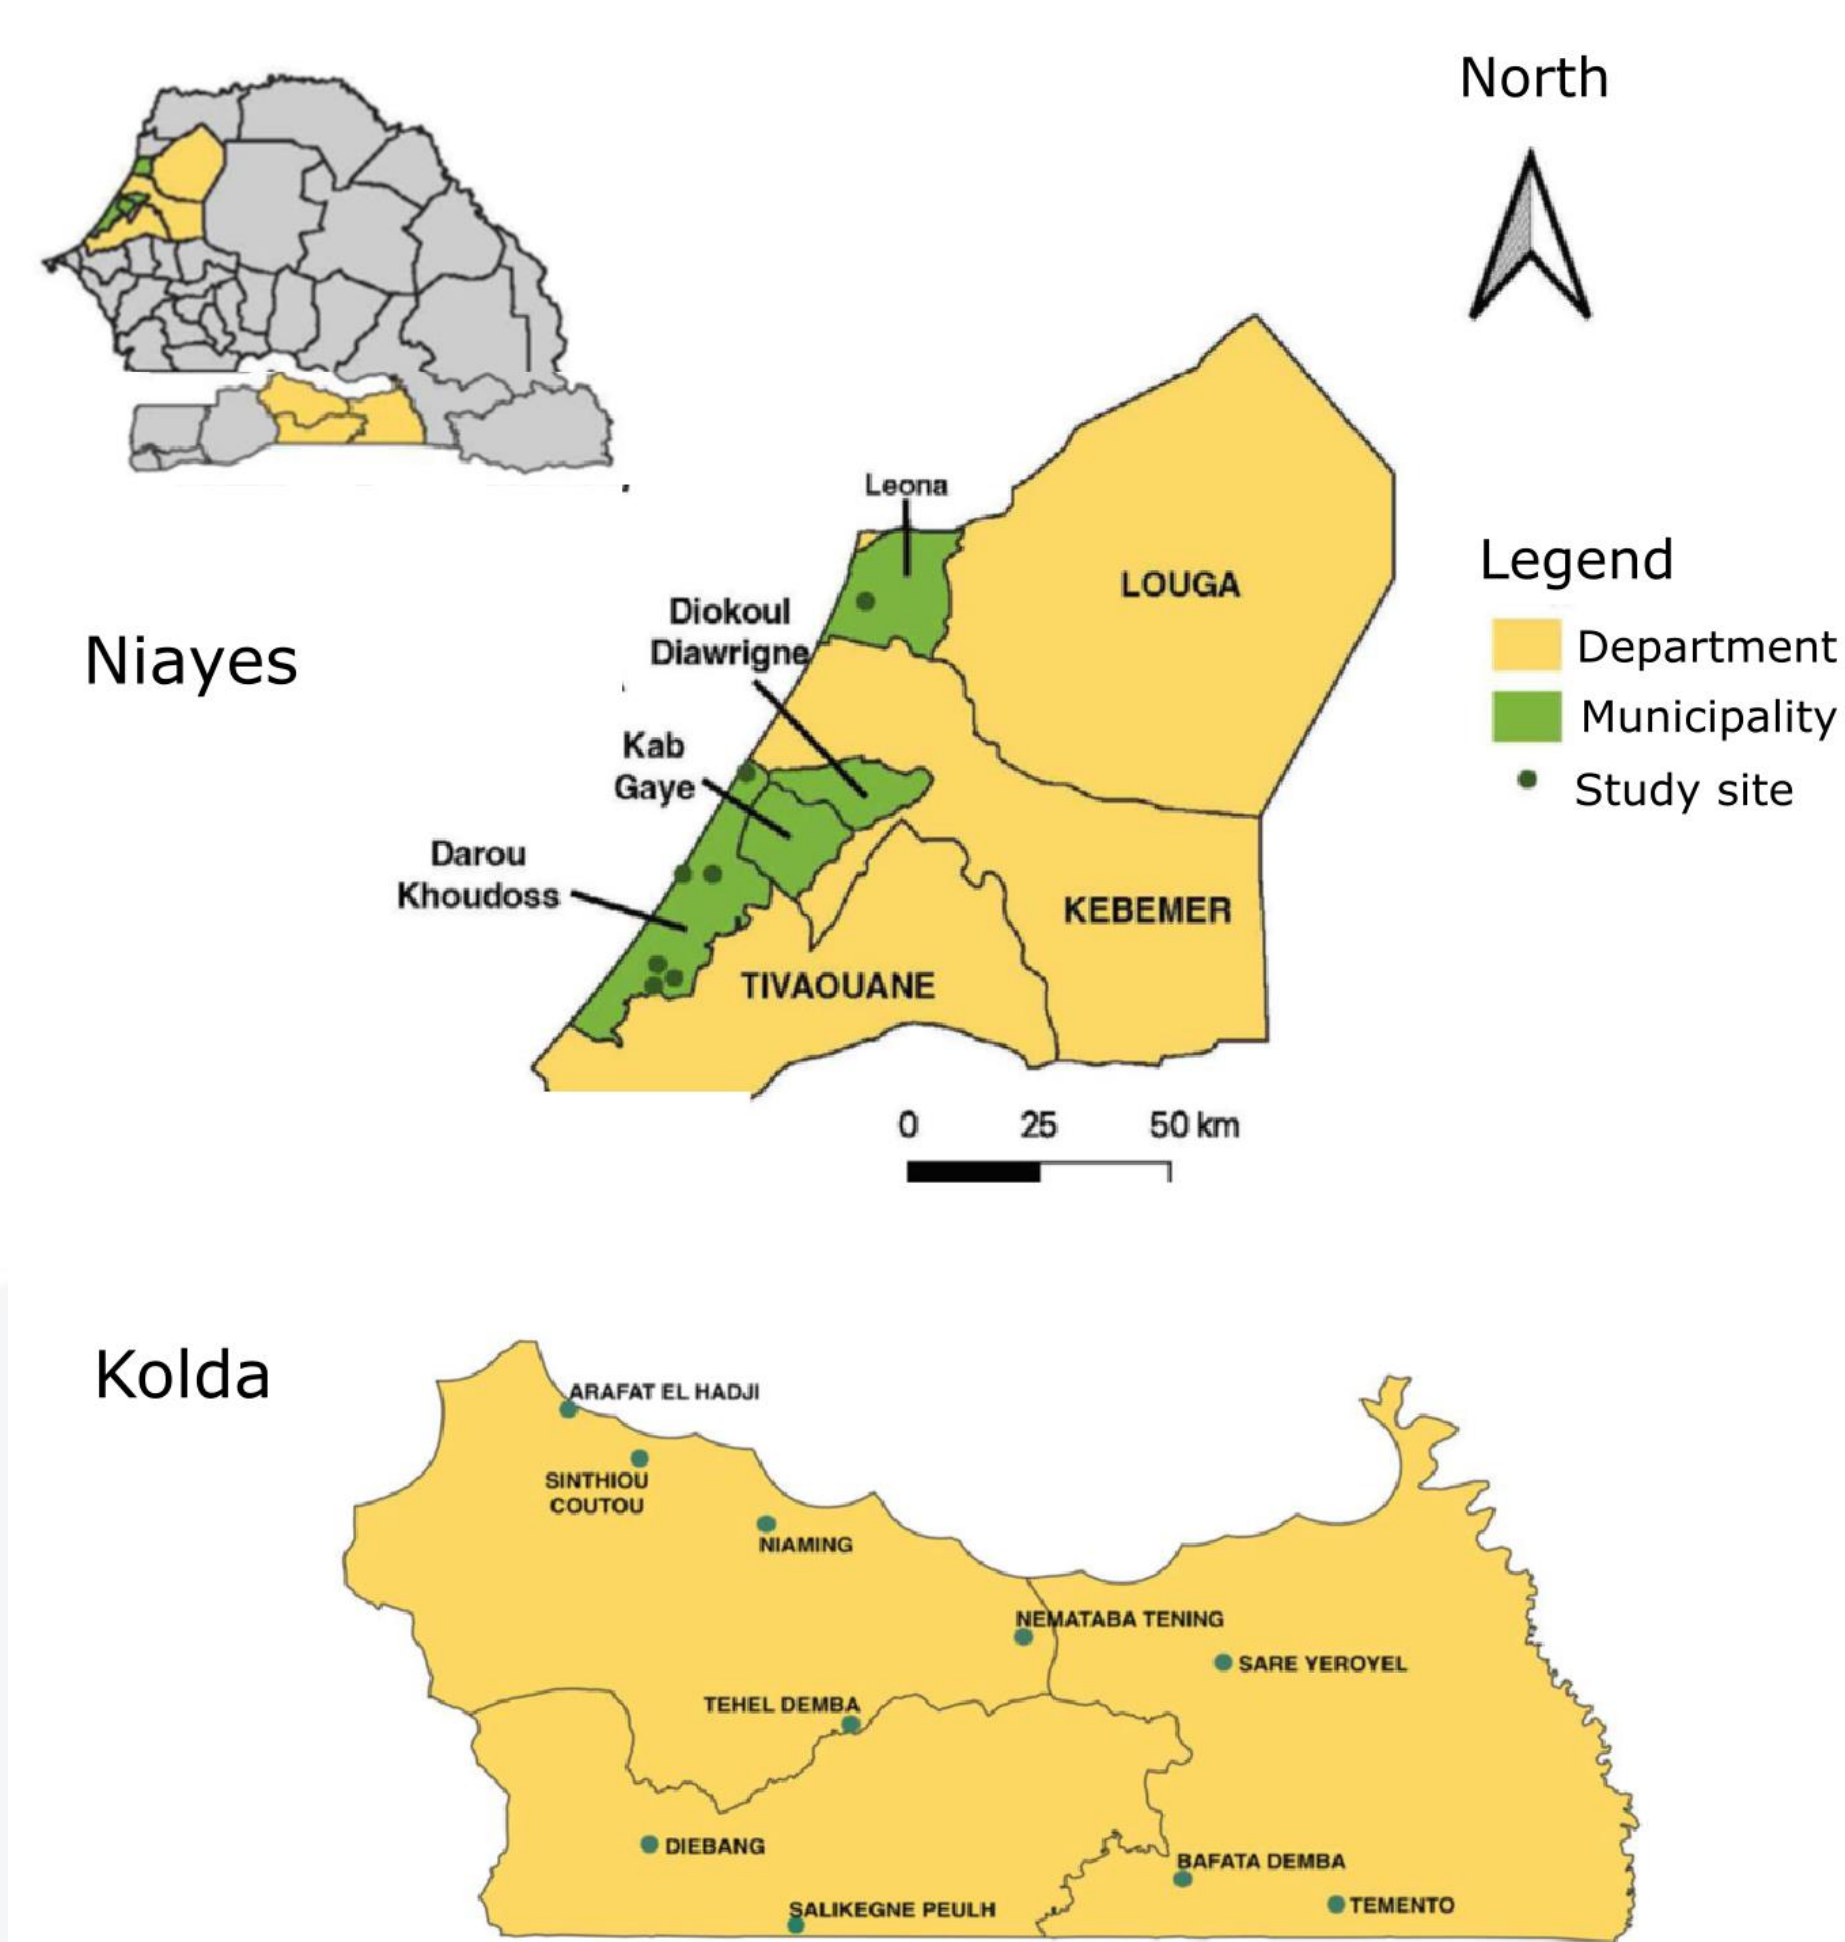 North
Leona
LOUGA
Legend
Department
Municipality
Study site
Niayes
Diokoul
Diawrigne
Kab
Gaye
Darou
Khoudoss
KEBEMER
TIVAOUANE
0 25 50 km
Kolda
ARAFAT EL HADJI
SINTHIOU
COUTOU
NIAMING
NEMATABA TENING
SARE YEROYEL
TEHEL DEMBA
DIEBANG
BAFATA DEMBA
TEMENTO
SALIKEGNE PEULH